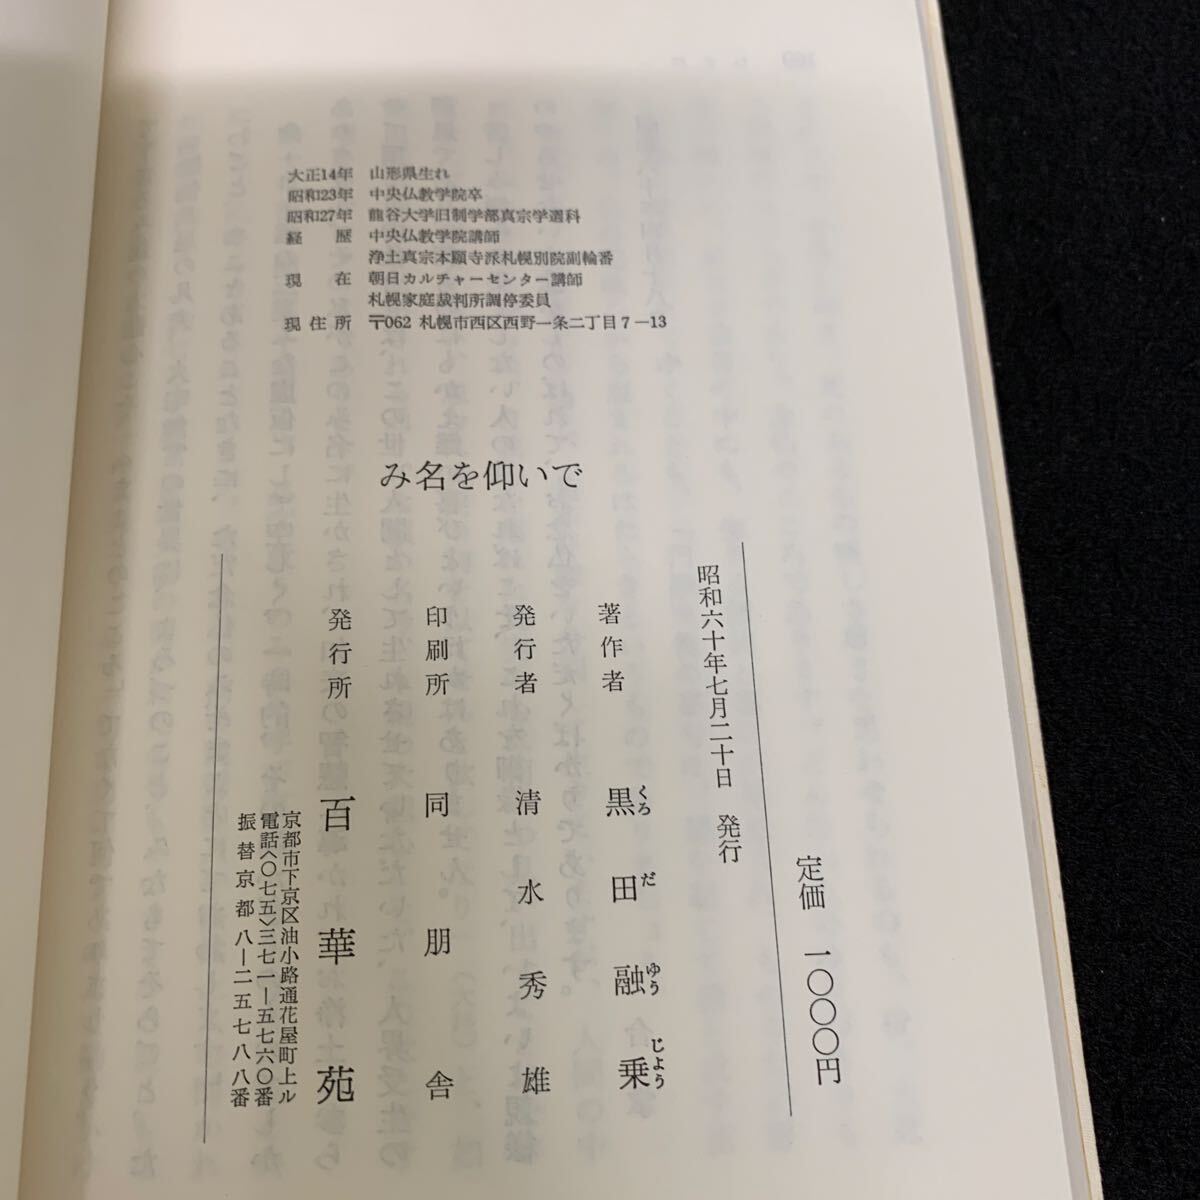 大正14年 山形県生れ
昭和23年 中央仏教学院卒
昭和27年 龍谷大学旧制学部真宗学選科
経歴 中央仏教学院講師
浄土真宗本願寺派札幌別院副輪番
現在 朝日カルチャーセンター講師
札幌家庭裁判所調停委員
現住所 〒062 札幌市西区西野一条二丁目7－13
み名を仰いで
定価 一〇〇〇円
昭和六十年七月二十日 発行
著作者 黒田融乗
くろ だ ゆう じよう
発行者 清水秀雄
印刷所 同朋舎
発行所 百華苑
京都市下京区油小路通花屋町上ル
電話〈〇七五〉三七一―五七六〇番
振替京都八―二五七八八番